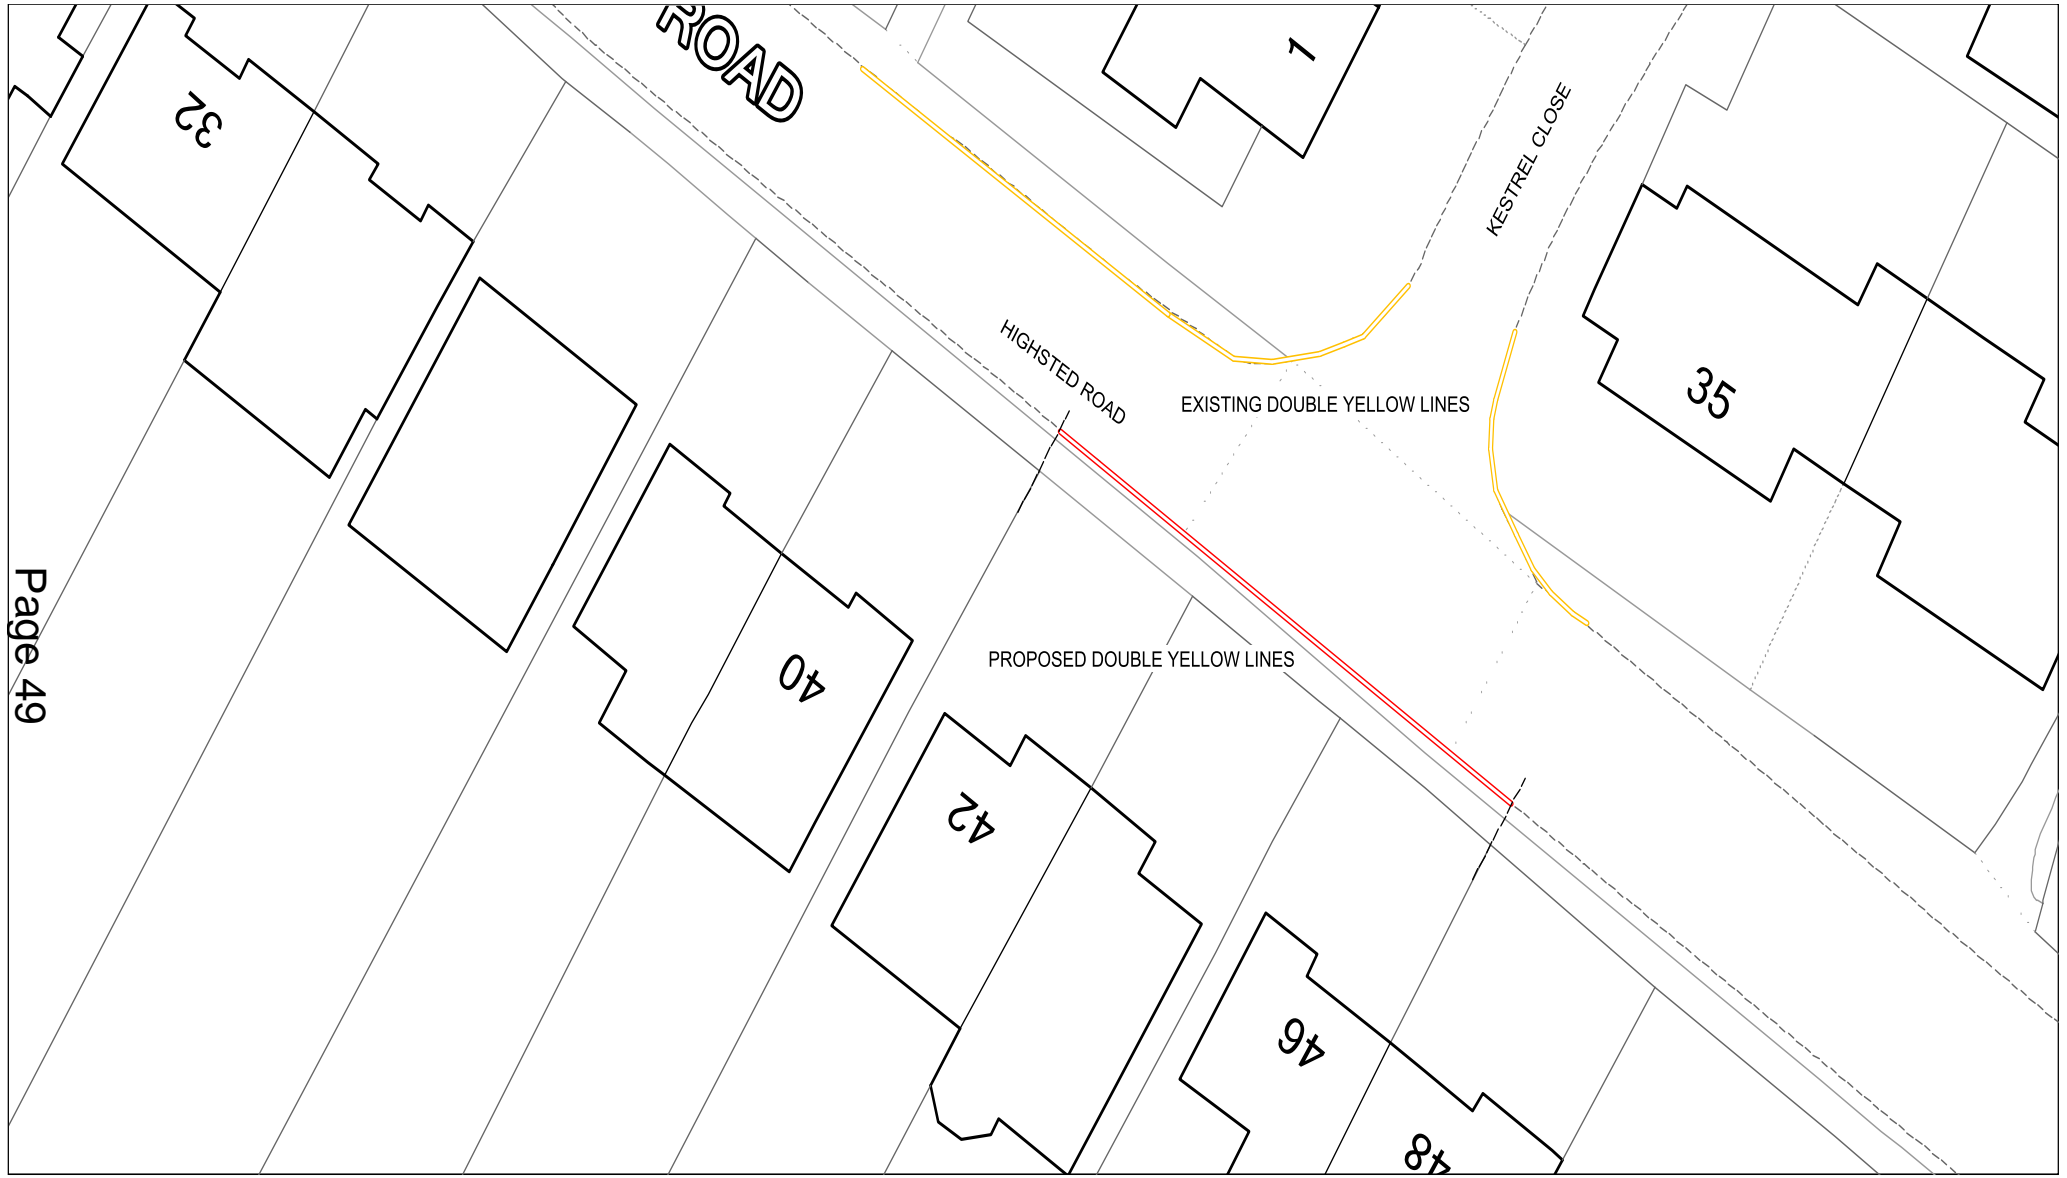 ROAD
1
32
KESTREL CLOSE
HIGHSTED ROAD
EXISTING DOUBLE YELLOW LINES
35
PROPOSED DOUBLE YELLOW LINES
40
42
46
48
Page 49